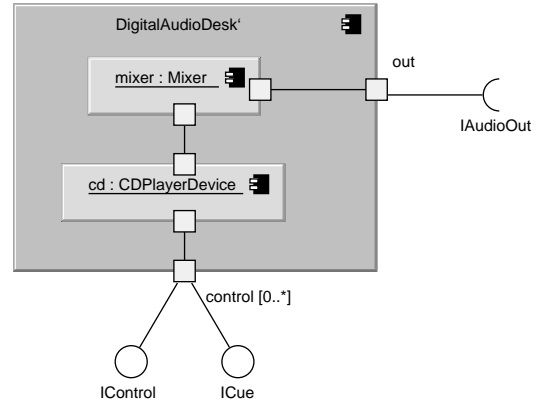 DigitalAudioDesk‘
out
mixer : Mixer
IAudioOut
cd : CDPlayerDevice
control [0..*]
IControl
ICue